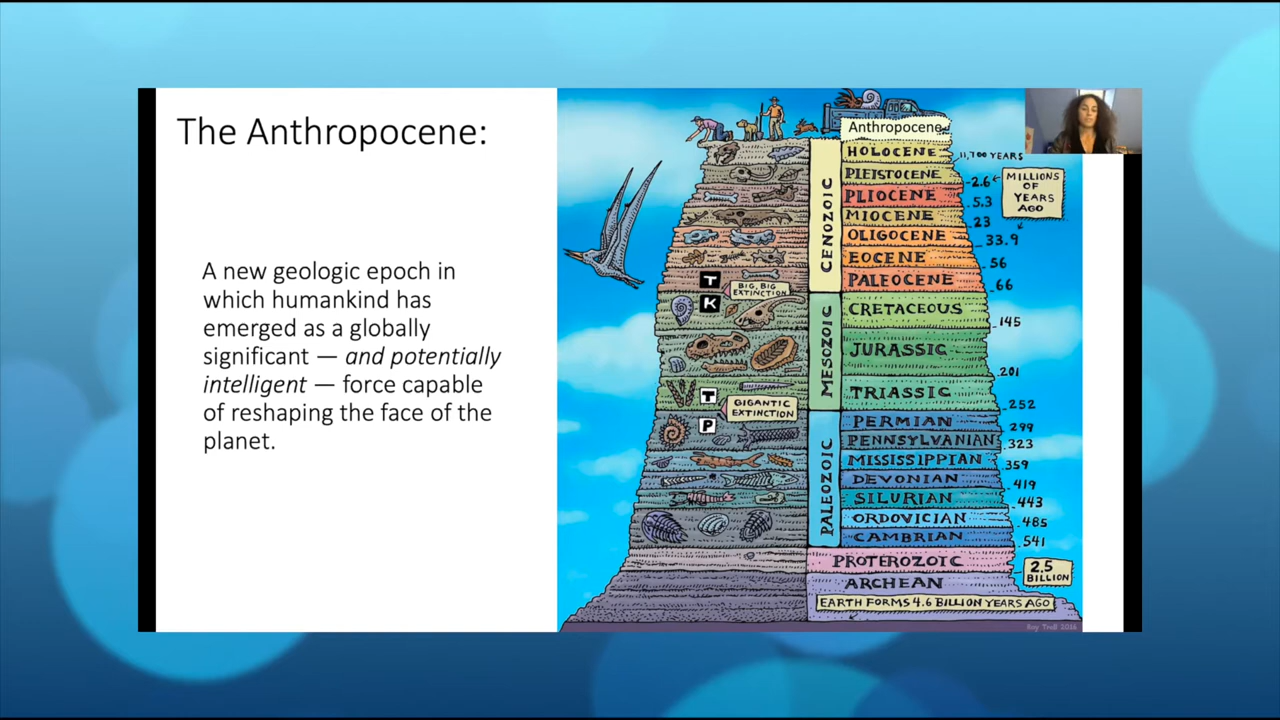 The Anthropocene:
A new geologic epoch in
which humankind has
emerged as a globally
significant — and potentially
intelligent — force capable
of reshaping the face of the
planet.
Anthropocene
HOLOCENE
11,700 YEARS
PLEISTOCENE
2.6
MILLIONS
OF
YEARS
AGO
PLIOCENE
5.3
MIOCENE
23
OLIGOCENE
33.9
EOCENE
56
PALEOCENE
66
CENOZOIC
T
BIG, BIG
EXTINCTION
K
CRETACEOUS
145
JURASSIC
201
TRIASSIC
252
MESOZOIC
T
GIGANTIC
EXTINCTION
P
PERMIAN
299
PENNSYLVANIAN
323
MISSISSIPPIAN
359
DEVONIAN
419
SILURIAN
443
ORDOVICIAN
485
CAMBRIAN
541
PALEOZOIC
PROTEROZOIC
2.5
BILLION
ARCHEAN
EARTH FORMS 4.6 BILLION YEARS AGO
Ray Troll 2016